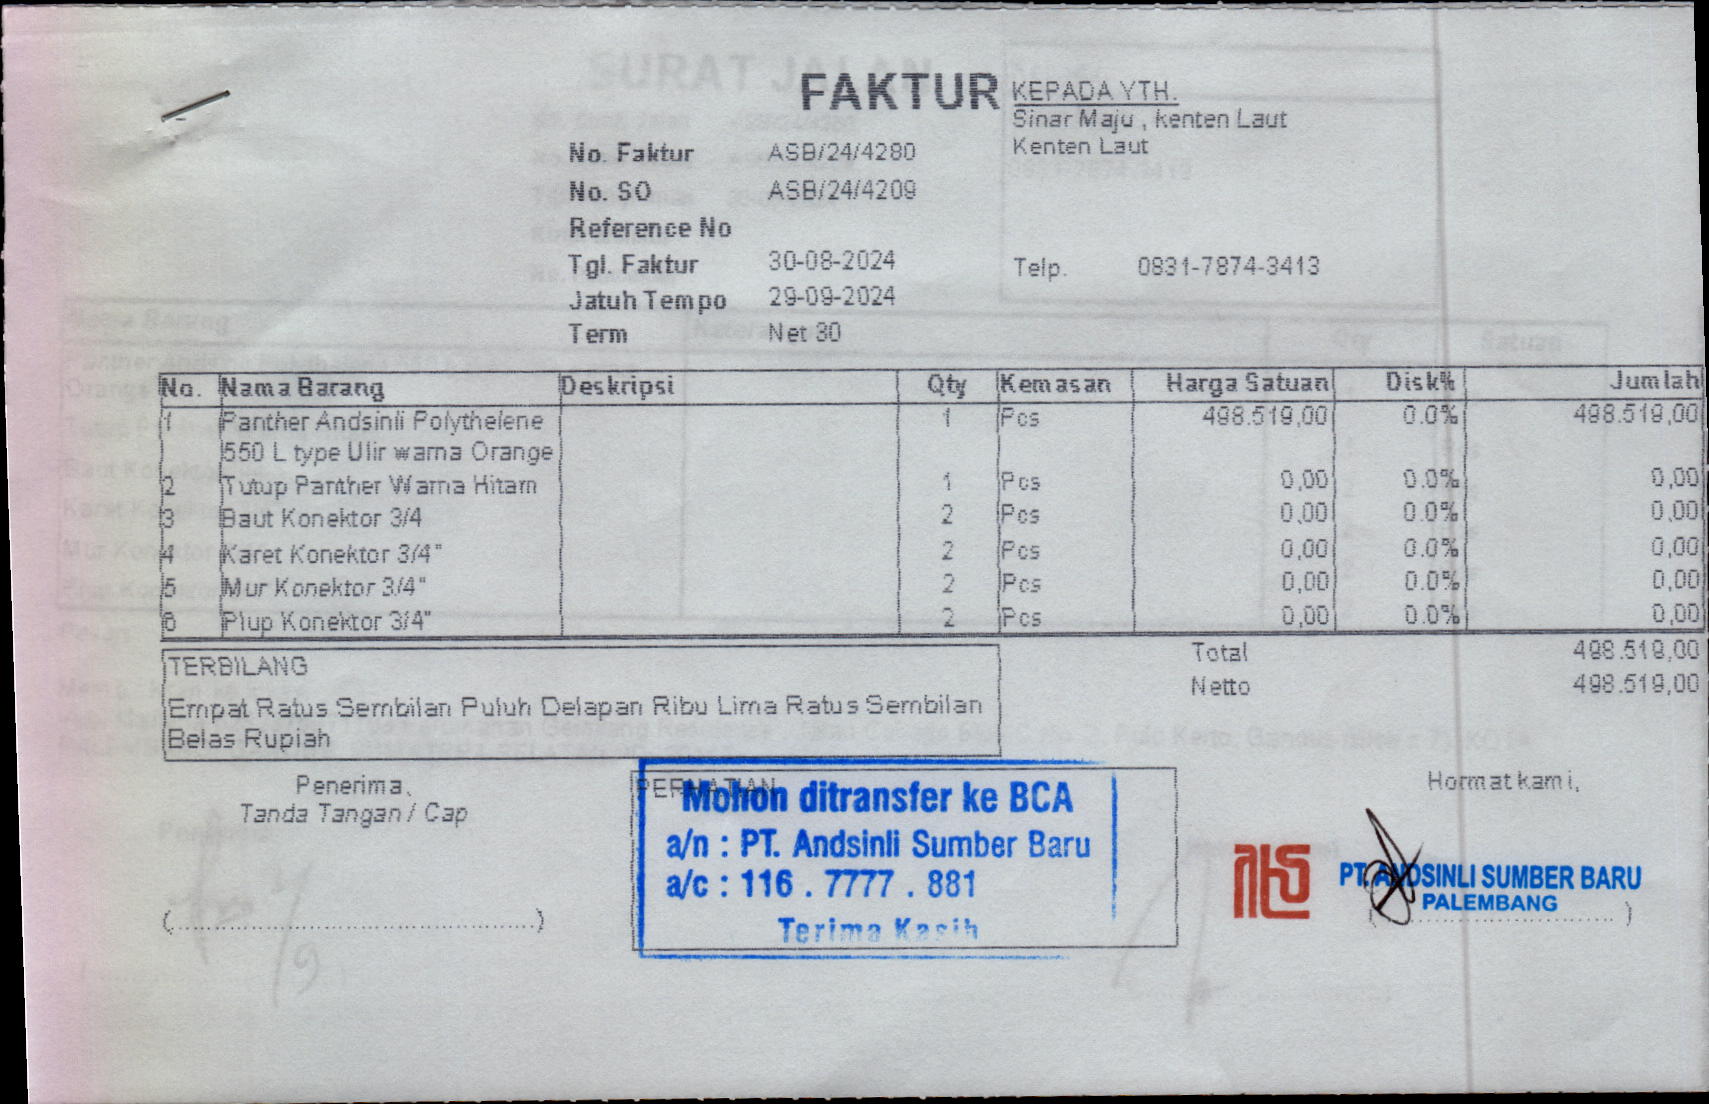 FAKTUR
KEPADA YTH.
Sinar Maju , kenten Laut
Kenten Laut
No. Faktur ASB/24/4280
No. SO ASB/24/4209
Reference No
Tgl. Faktur 30-08-2024
Telp. 0831-7874-3413
Jatuh Tempo 29-09-2024
Term Net 30
No. Nama Barang Deskripsi Qty Kemasan Harga Satuan Disk% Jumlah
1 Panther Andsinli Polythelene 1 Pcs 498.519,00 0.0% 498.519,00
550 L type Ulir warna Orange
2 Tutup Panther Warna Hitam 1 Pcs 0,00 0.0% 0,00
3 Baut Konektor 3/4 2 Pcs 0,00 0.0% 0,00
4 Karet Konektor 3/4" 2 Pcs 0,00 0.0% 0,00
5 Mur Konektor 3/4" 2 Pcs 0,00 0.0% 0,00
6 Plup Konektor 3/4" 2 Pcs 0,00 0.0% 0,00
Total 498.519,00
Netto 498.519,00
TERBILANG
Empat Ratus Sembilan Puluh Delapan Ribu Lima Ratus Sembilan
Belas Rupiah
Penerima,
Tanda Tangan / Cap
(..................................................)
PERHATIAN
Mohon ditransfer ke BCA
a/n : PT. Andsinli Sumber Baru
a/c : 116 . 7777 . 881
Terima Kasih
Hormat kami,
PT. ANDSINLI SUMBER BARU
PALEMBANG